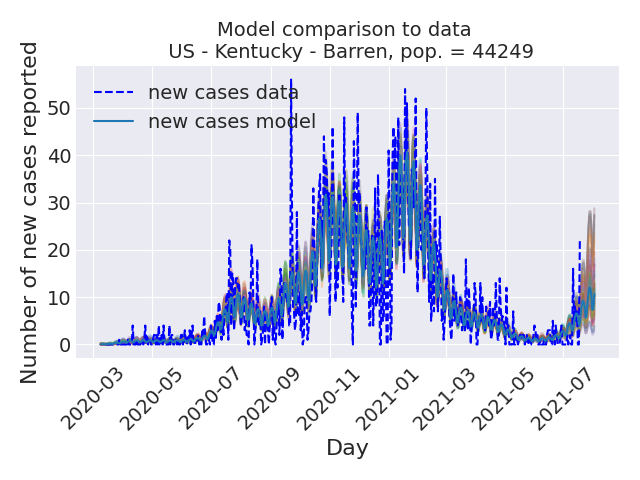 Model comparison to data
US - Kentucky - Barren, pop. = 44249
new cases data
new cases model
Number of new cases reported
50
40
30
20
10
0
2020-03
2020-05
2020-07
2020-09
2020-11
2021-01
2021-03
2021-05
2021-07
Day